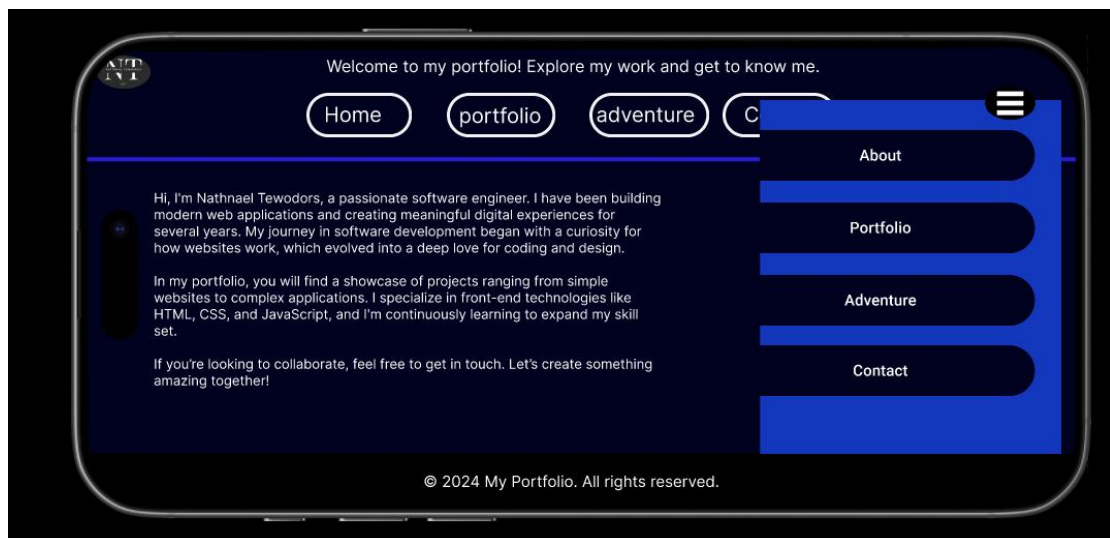 NT
Welcome to my portfolio! Explore my work and get to know me.
Home portfolio adventure C
About
Hi, I'm Nathnael Tewodors, a passionate software engineer. I have been building
modern web applications and creating meaningful digital experiences for
several years. My journey in software development began with a curiosity for
how websites work, which evolved into a deep love for coding and design.
In my portfolio, you will find a showcase of projects ranging from simple
websites to complex applications. I specialize in front-end technologies like
HTML, CSS, and JavaScript, and I'm continuously learning to expand my skill
set.
If you're looking to collaborate, feel free to get in touch. Let's create something
amazing together!
Portfolio
Adventure
Contact
© 2024 My Portfolio. All rights reserved.